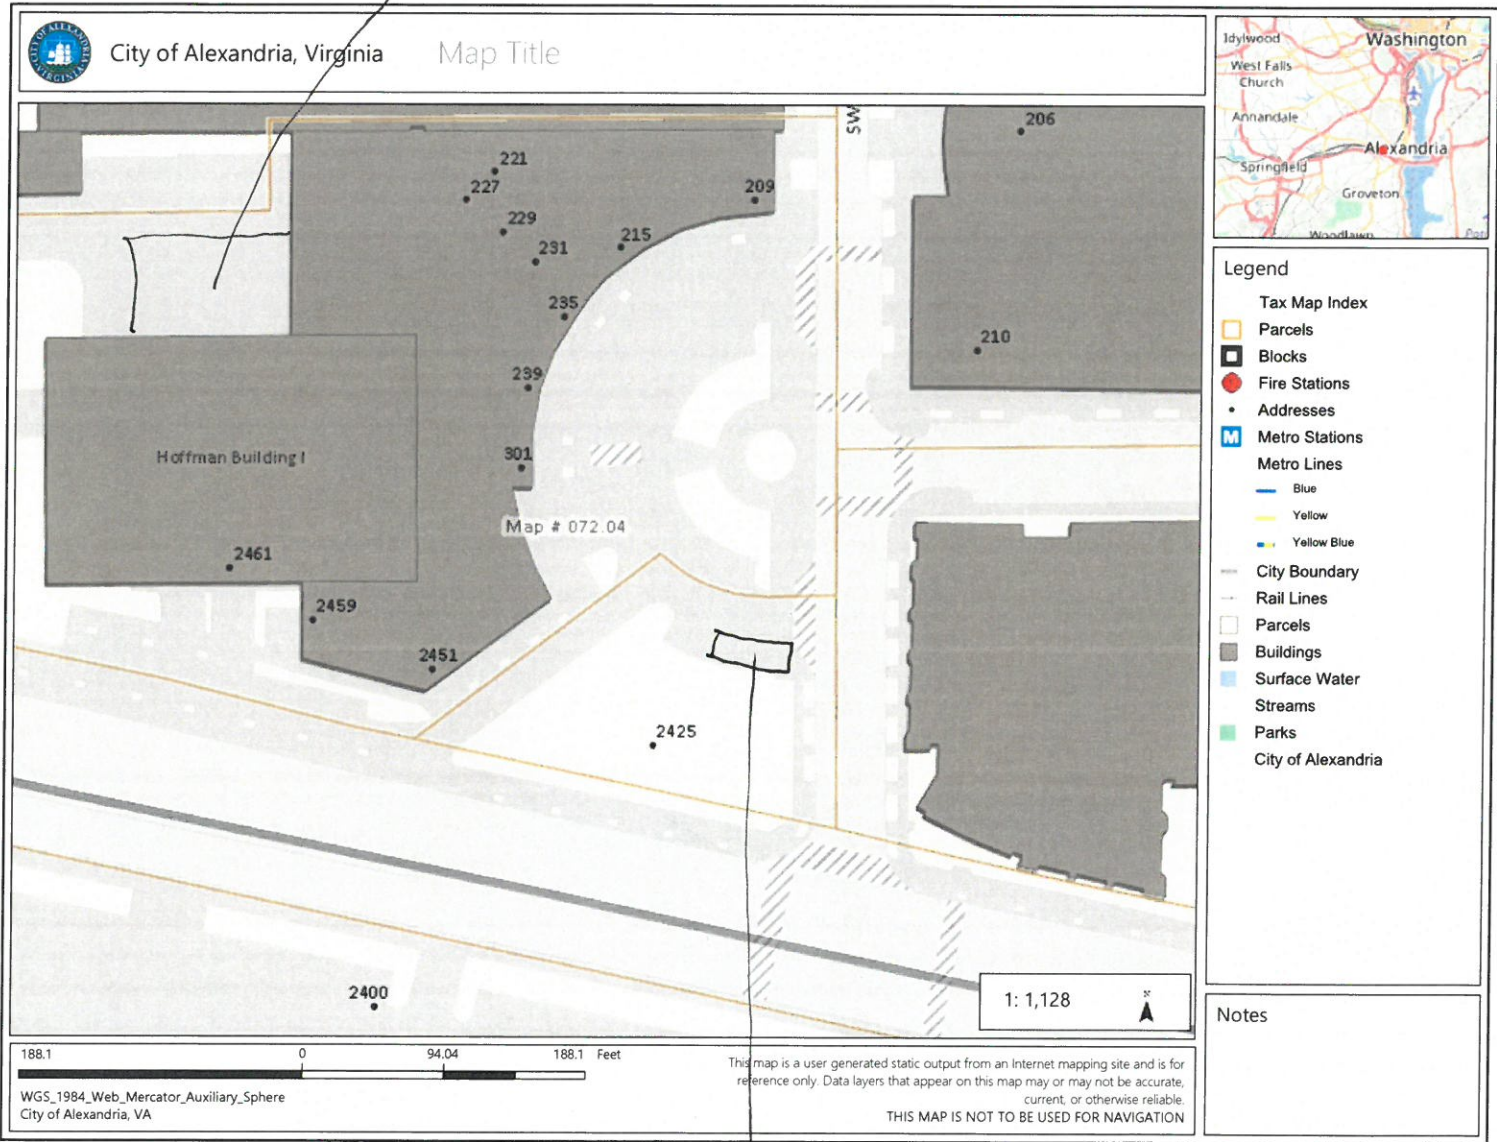 City of Alexandria, Virginia
Map Title
CITY OF ALEXANDRIA
VIRGINIA
Idylwood
Washington
West Falls
Church
Annandale
Alexandria
Springfield
Groveton
Woodlawn
SW
206
221
227
209
229
215
231
235
210
239
301
Hoffman Building I
Map # 072.04
2461
2459
2451
2425
2400
1: 1,128
N
Legend
Tax Map Index
Parcels
Blocks
Fire Stations
Addresses
M Metro Stations
Metro Lines
Blue
Yellow
Yellow Blue
City Boundary
Rail Lines
Parcels
Buildings
Surface Water
Streams
Parks
City of Alexandria
Notes
188.1 0 94.04 188.1 Feet
WGS_1984_Web_Mercator_Auxiliary_Sphere
City of Alexandria, VA
This map is a user generated static output from an Internet mapping site and is for
reference only. Data layers that appear on this map may or may not be accurate,
current, or otherwise reliable.
THIS MAP IS NOT TO BE USED FOR NAVIGATION